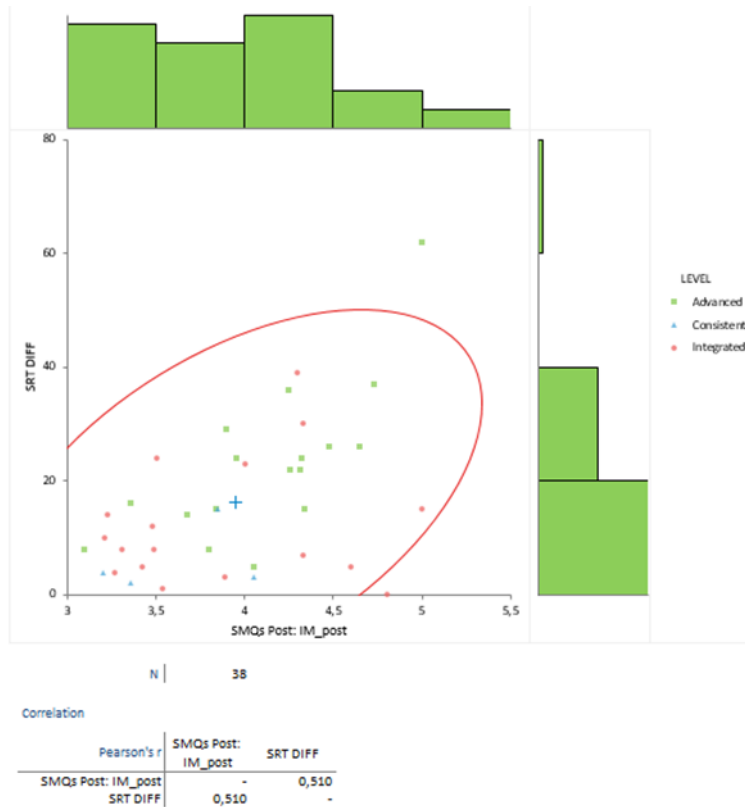 80
60
40
20
0
SRT DIFF
3
3,5
4
4,5
5
5,5
SMQs Post: IM_post
LEVEL
Advanced
Consistent
Integrated
N 38
Correlation
Pearson's r
SMQs Post:
IM_post
SRT DIFF
SMQs Post: IM_post - 0,510
SRT DIFF 0,510 -